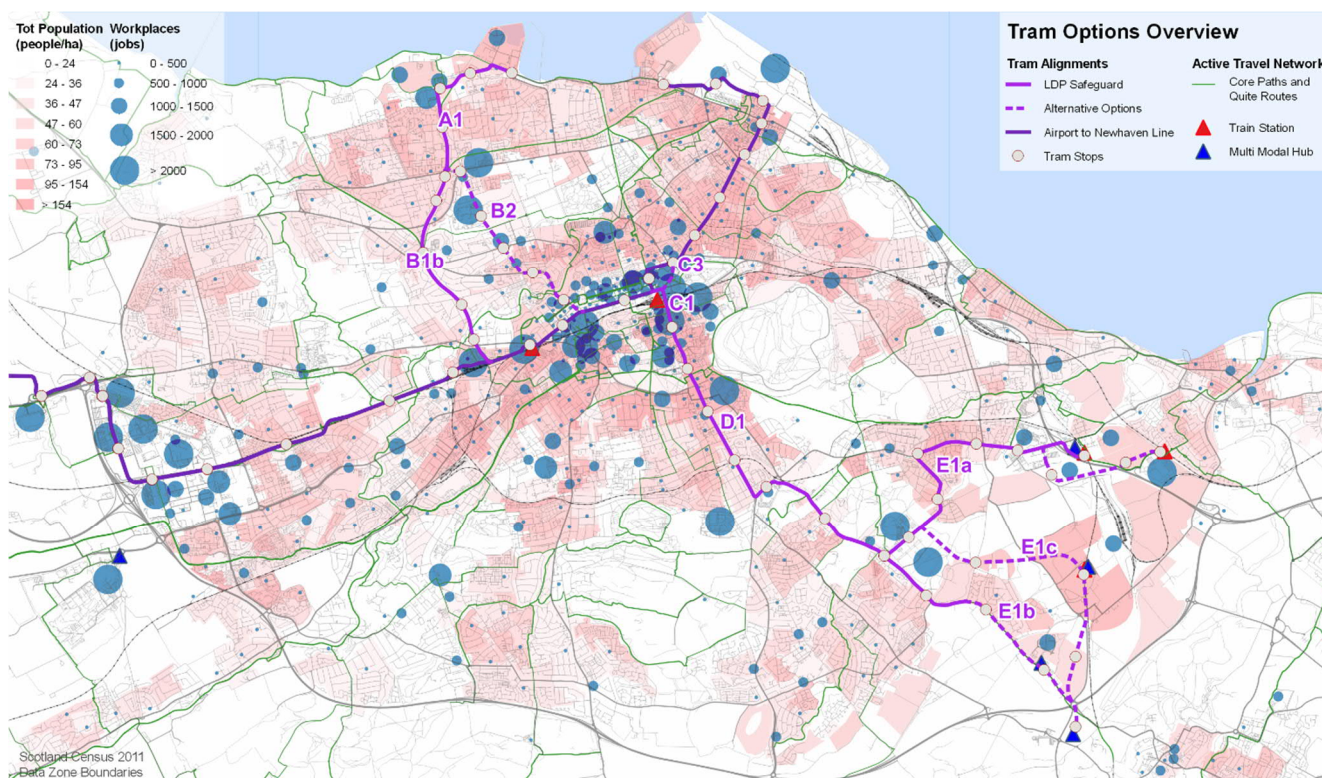 Tot Population
(people/ha)
0 - 24
24 - 36
36 - 47
47 - 60
60 - 73
73 - 95
95 - 154
> 154
Workplaces
(jobs)
0 - 500
500 - 1000
1000 - 1500
1500 - 2000
> 2000
Tram Options Overview
Tram Alignments
LDP Safeguard
Alternative Options
Airport to Newhaven Line
Tram Stops
Active Travel Network
Core Paths and
Quite Routes
Train Station
Multi Modal Hub
A1
B2
B1b
C3
C1
D1
E1a
E1c
E1b
Scotland Census 2011
Data Zone Boundaries